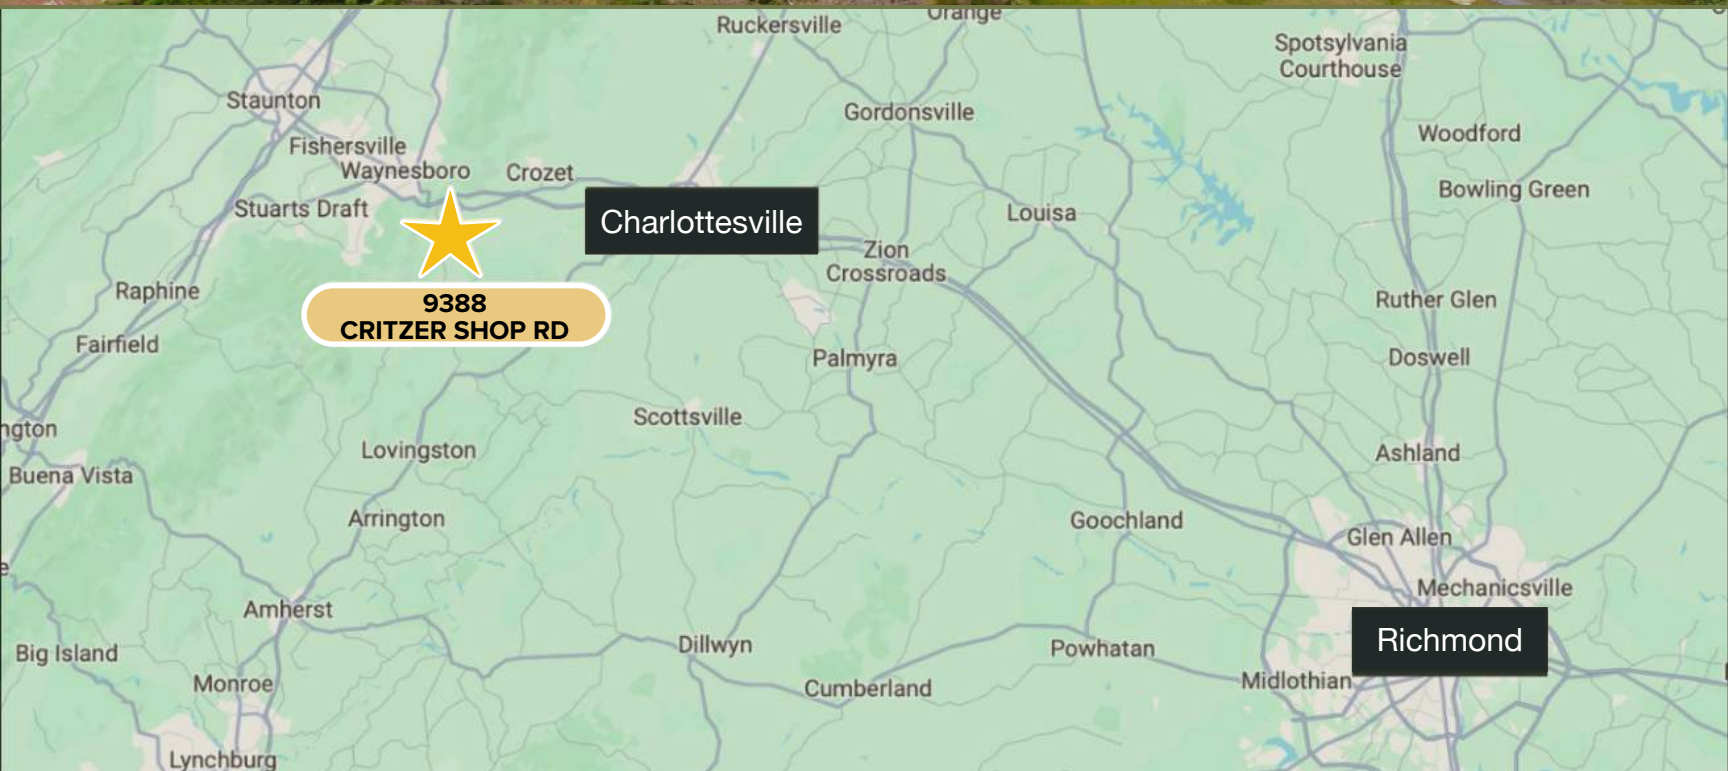 Ruckersville
Orange
Spotsylvania
Courthouse
Staunton
Gordonsville
Woodford
Fishersville
Waynesboro
Crozet
Bowling Green
Stuarts Draft
Louisa
Charlottesville
Zion
Crossroads
Raphine
9388
CRITZER SHOP RD
Ruther Glen
Fairfield
Palmyra
Doswell
Scottsville
ngton
Lovingston
Ashland
Buena Vista
Arrington
Goochland
Glen Allen
Mechanicsville
Amherst
Richmond
Big Island
Dillwyn
Powhatan
Monroe
Cumberland
Midlothian
Lynchburg